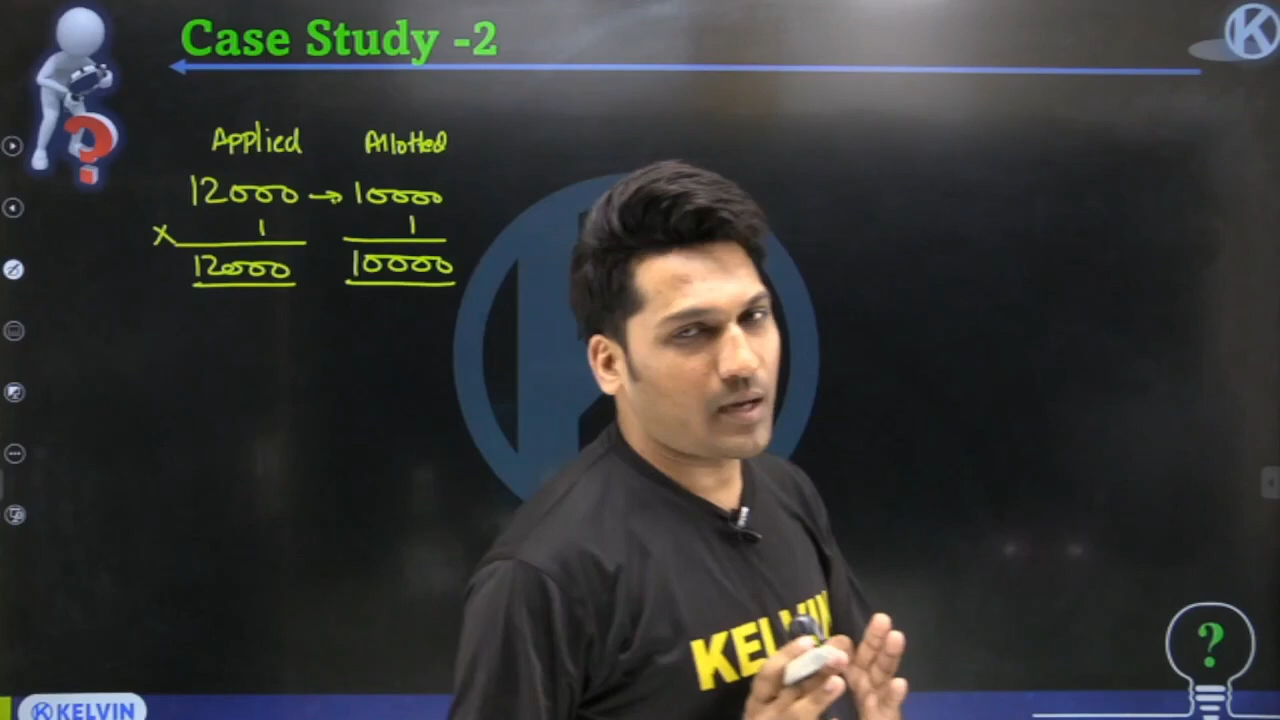 Case Study -2
Applied Allotted
12000 → 10000
× 1 1
12000 10000
KELVIN
?
KELVIN